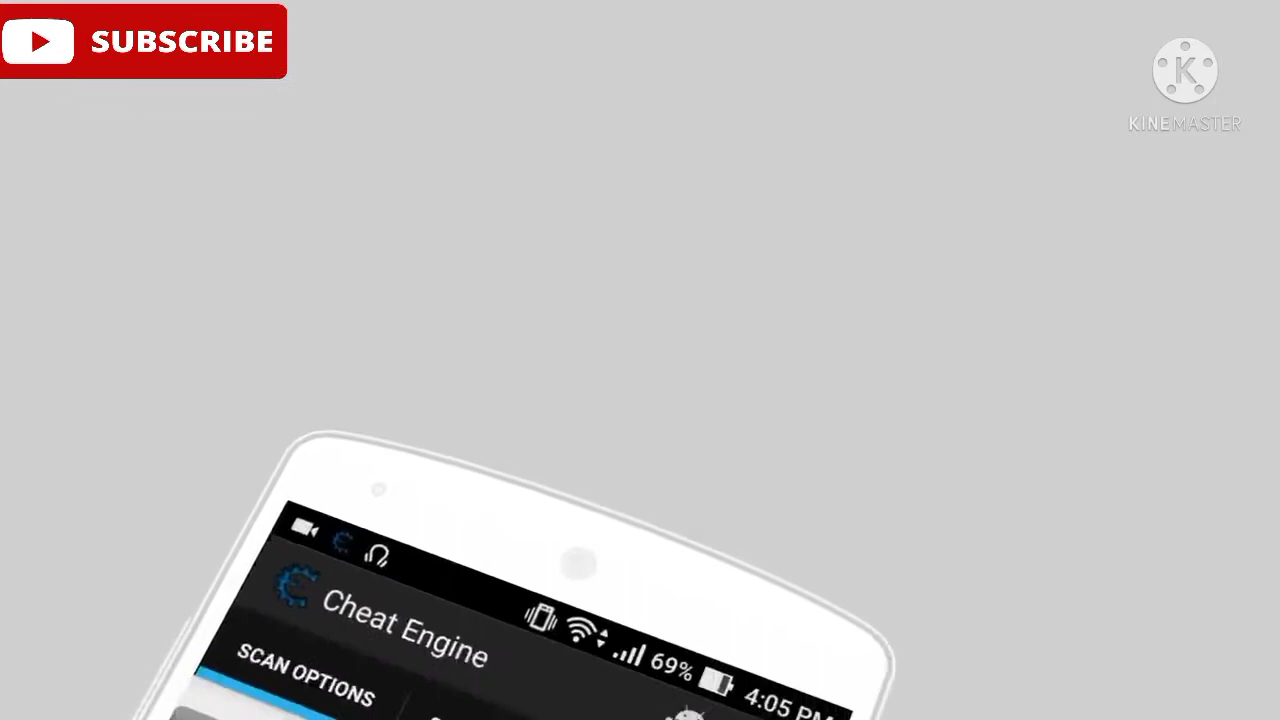 SUBSCRIBE
KINEMASTER
69% 4:05 PM
Cheat Engine
SCAN OPTIONS